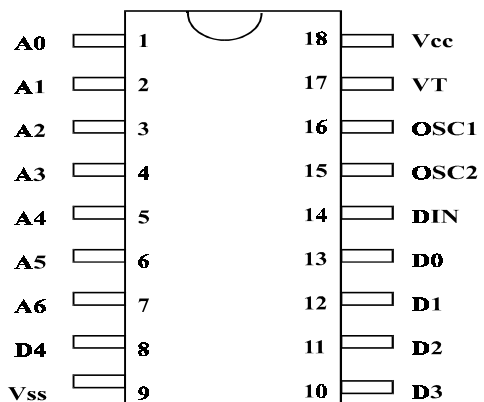 A0 1 18 Vcc
A1 2 17 VT
A2 3 16 OSC1
A3 4 15 OSC2
A4 5 14 DIN
A5 6 13 D0
A6 7 12 D1
D4 8 11 D2
Vss 9 10 D3